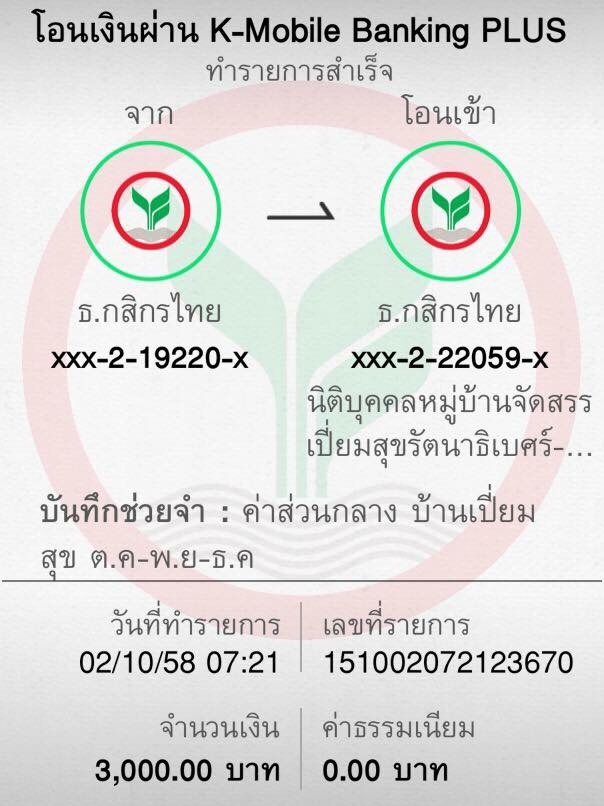 โอนเงินผ่าน K-Mobile Banking PLUS
ทำรายการสำเร็จ
จาก
โอนเข้า
ธ.กสิกรไทย
ธ.กสิกรไทย
xxx-2-19220-x
xxx-2-22059-x
นิติบุคคลหมู่บ้านจัดสรร
เปี่ยมสุขรัตนาธิเบศร์-...
บันทึกช่วยจำ : ค่าส่วนกลาง บ้านเปี่ยม
สุข ต.ค-พ.ย-ธ.ค
วันที่ทำรายการ
เลขที่รายการ
02/10/58 07:21
151002072123670
จำนวนเงิน
ค่าธรรมเนียม
3,000.00 บาท
0.00 บาท